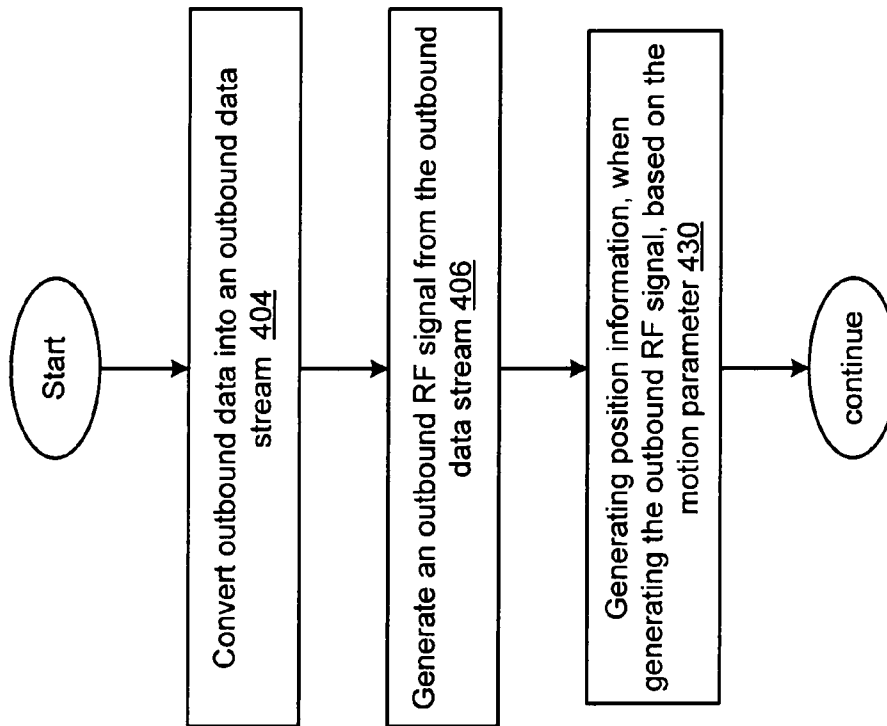 Start
Convert outbound data into an outbound data
stream 404
Generate an outbound RF signal from the outbound
data stream 406
Generating position information, when
generating the outbound RF signal, based on the
motion parameter 430
continue